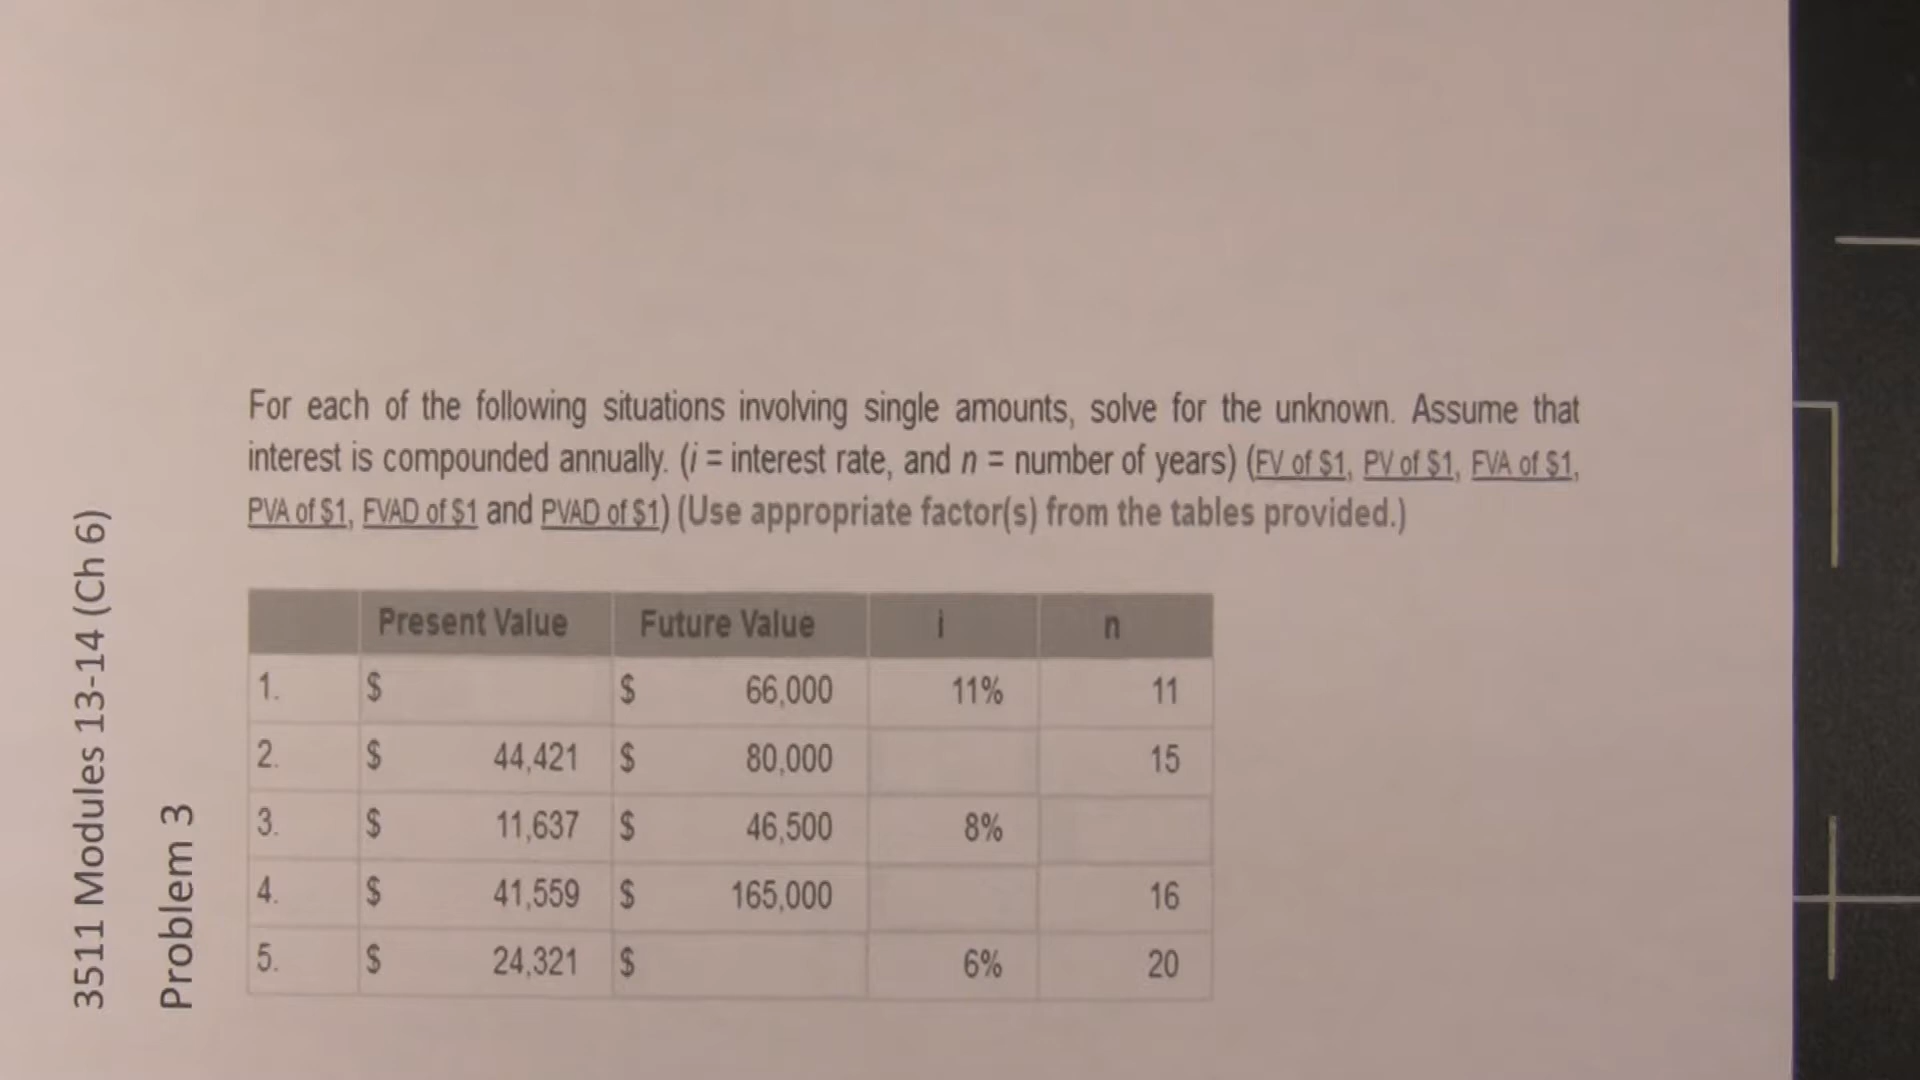 3511 Modules 13-14 (Ch 6)
Problem 3
For each of the following situations involving single amounts, solve for the unknown. Assume that
interest is compounded annually. (i = interest rate, and n = number of years) (FV of $1, PV of $1, FVA of $1,
PVA of $1, FVAD of $1 and PVAD of $1) (Use appropriate factor(s) from the tables provided.)
Present Value Future Value i n
1. $ $ 66,000 11% 11
2. $ 44,421 $ 80,000 15
3. $ 11,637 $ 46,500 8%
4. $ 41,559 $ 165,000 16
5. $ 24,321 $ 6% 20